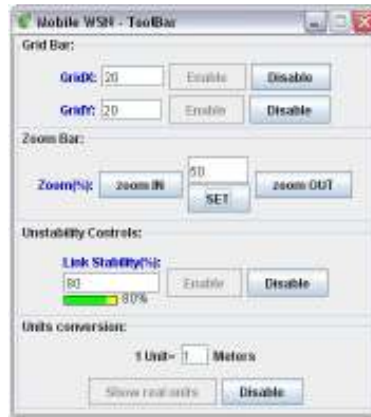 Mobile WSN - ToolBar
Grid Bar:
GridX: 20 Enable Disable
GridY: 20 Enable Disable
Zoom Bar:
Zoom(%): zoom IN 60 SET zoom OUT
Unstability Controls:
Link Stability(%):
80 Enable Disable
80%
Units conversion:
1 Unit= 1 Meters
Show real units Disable